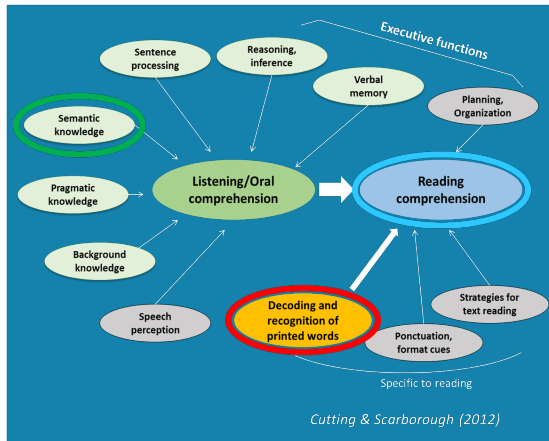 Executive functions
Sentence
processing
Reasoning,
inference
Verbal
memory
Planning,
Organization
Semantic
knowledge
Listening/Oral
comprehension
Reading
comprehension
Pragmatic
knowledge
Background
knowledge
Speech
perception
Decoding and
recognition of
printed words
Strategies for
text reading
Ponctuation,
format cues
Specific to reading
Cutting & Scarborough (2012)